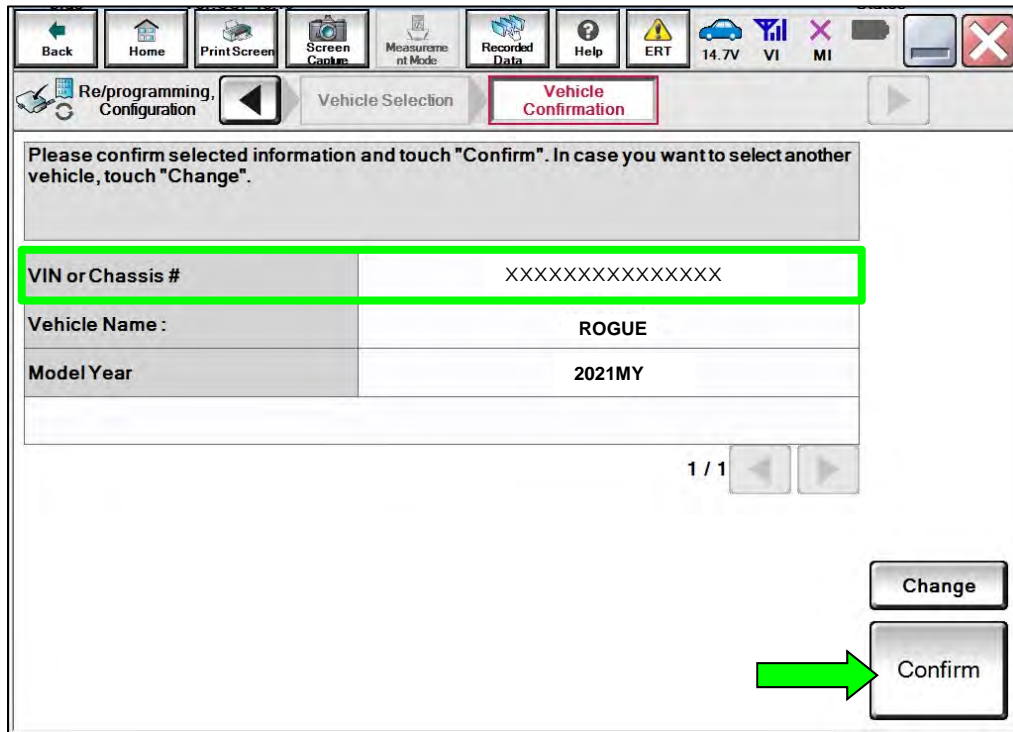 Back
Home
Print Screen
Screen
Capture
Measureme
nt Mode
Recorded
Data
Help
ERT
14.7V
VI
MI
Re/programming,
Configuration
Vehicle Selection
Vehicle
Confirmation
Please confirm selected information and touch "Confirm". In case you want to select another
vehicle, touch "Change".
VIN or Chassis # XXXXXXXXXXXXXXX
Vehicle Name : ROGUE
Model Year 2021MY
1 / 1
Change
Confirm